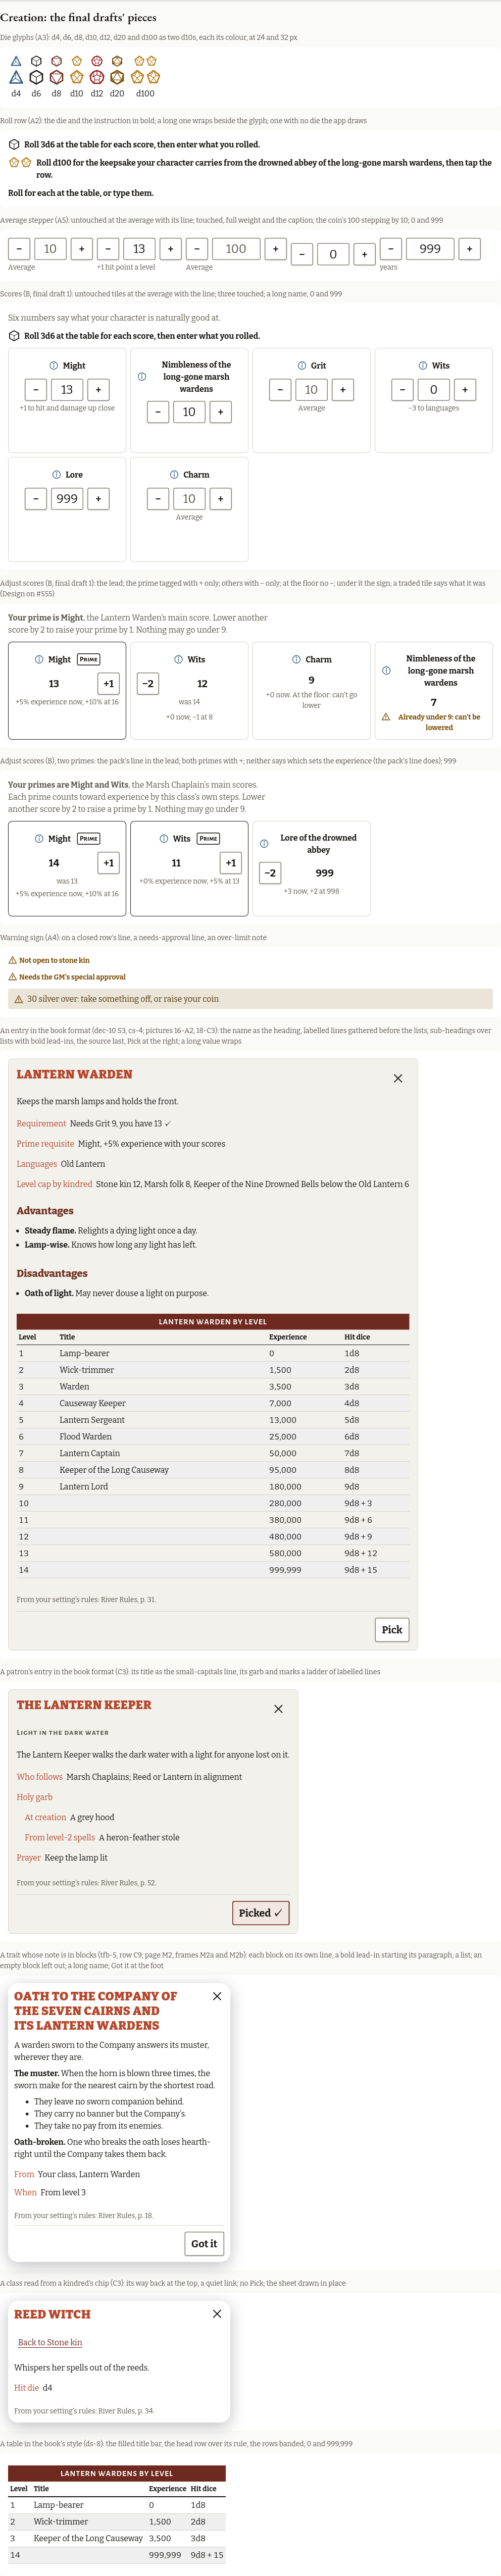 Creation: the final drafts' pieces
Die glyphs (A3): d4, d6, d8, d10, d12, d20 and d100 as two d10s, each its colour, at 24 and 32 px
d4 d6 d8 d10 d12 d20 d100
Roll row (A2): the die and the instruction in bold; a long one wraps beside the glyph; one with no die the app draws
Roll 3d6 at the table for each score, then enter what you rolled.
Roll d100 for the keepsake your character carries from the drowned abbey of the long-gone marsh wardens, then tap the
row.
Roll for each at the table, or type them.
Average stepper (A5): untouched at the average with its line; touched, full weight and the caption; the coin's 100 stepping by 10; 0 and 999
− 10 + − 13 + − 100 + − 0 + − 999 +
Average +1 hit point a level Average years
Scores (B, final draft 1): untouched tiles at the average with the line; three touched; a long name, 0 and 999
Six numbers say what your character is naturally good at.
Roll 3d6 at the table for each score, then enter what you rolled.
Might
− 13 +
+1 to hit and damage up close
Nimbleness of the
long-gone marsh
wardens
− 10 +
Grit
− 10 +
Average
Wits
− 0 +
−3 to languages
Lore
− 999 +
Charm
− 10 +
Average
Adjust scores (B, final draft 1): the lead; the prime tagged with + only; others with − only; at the floor no −; under it the sign; a traded tile says what it was
(Design on #555)
Your prime is Might, the Lantern Warden's main score. Lower another
score by 2 to raise your prime by 1. Nothing may go under 9.
Might Prime
13 +1
+5% experience now, +10% at 16
Wits
−2 12
was 14
+0 now, −1 at 8
Charm
9
+0 now. At the floor: can't go
lower
Nimbleness of the
long-gone marsh
wardens
7
Already under 9: can't be
lowered
Adjust scores (B), two primes: the pack's line in the lead; both primes with +; neither says which sets the experience (the pack's line does); 999
Your primes are Might and Wits, the Marsh Chaplain's main scores.
Each prime counts toward experience by this class's own steps. Lower
another score by 2 to raise a prime by 1. Nothing may go under 9.
Might Prime
14 +1
was 13
+5% experience now, +10% at 16
Wits Prime
11 +1
+0% experience now, +5% at 13
Lore of the drowned
abbey
−2 999
+3 now, +2 at 998
Warning sign (A4): on a closed row's line, a needs-approval line, an over-limit note
Not open to stone kin
Needs the GM's special approval
30 silver over: take something off, or raise your coin
An entry in the book format (dec-10 S3, cs-4; pictures 16-A2, 18-C3): the name as the heading, labelled lines gathered before the lists, sub-headings over
lists with bold lead-ins, the source last, Pick at the right; a long value wraps
LANTERN WARDEN
Keeps the marsh lamps and holds the front.
Requirement Needs Grit 9, you have 13 ✓
Prime requisite Might, +5% experience with your scores
Languages Old Lantern
Level cap by kindred Stone kin 12, Marsh folk 8, Keeper of the Nine Drowned Bells below the Old Lantern 6
Advantages
• Steady flame. Relights a dying light once a day.
• Lamp-wise. Knows how long any light has left.
Disadvantages
• Oath of light. May never douse a light on purpose.
LANTERN WARDEN BY LEVEL
Level Title Experience Hit dice
1 Lamp-bearer 0 1d8
2 Wick-trimmer 1,500 2d8
3 Warden 3,500 3d8
4 Causeway Keeper 7,000 4d8
5 Lantern Sergeant 13,000 5d8
6 Flood Warden 25,000 6d8
7 Lantern Captain 50,000 7d8
8 Keeper of the Long Causeway 95,000 8d8
9 Lantern Lord 180,000 9d8
10 280,000 9d8 + 3
11 380,000 9d8 + 6
12 480,000 9d8 + 9
13 580,000 9d8 + 12
14 999,999 9d8 + 15
From your setting's rules: River Rules, p. 31.
Pick
A patron's entry in the book format (C3): its title as the small-capitals line, its garb and marks a ladder of labelled lines
THE LANTERN KEEPER
Light in the dark water
The Lantern Keeper walks the dark water with a light for anyone lost on it.
Who follows Marsh Chaplains; Reed or Lantern in alignment
Holy garb
At creation A grey hood
From level-2 spells A heron-feather stole
Prayer Keep the lamp lit
From your setting's rules: River Rules, p. 52.
Picked ✓
A trait whose note is in blocks (tfb-5, row C9; page M2, frames M2a and M2b): each block on its own line, a bold lead-in starting its paragraph, a list; an
empty block left out; a long name; Got it at the foot
OATH TO THE COMPANY OF
THE SEVEN CAIRNS AND
ITS LANTERN WARDENS
A warden sworn to the Company answers its muster,
wherever they are.
The muster. When the horn is blown three times, the
sworn make for the nearest cairn by the shortest road.
• They leave no sworn companion behind.
• They carry no banner but the Company's.
• They take no pay from its enemies.
Oath-broken. One who breaks the oath loses hearth-
right until the Company takes them back.
From Your class, Lantern Warden
When From level 3
From your setting's rules: River Rules, p. 18.
Got it
A class read from a kindred's chip (C3): its way back at the top, a quiet link; no Pick; the sheet drawn in place
REED WITCH
Back to Stone kin
Whispers her spells out of the reeds.
Hit die d4
From your setting's rules: River Rules, p. 34.
A table in the book's style (ds-8): the filled title bar, the head row over its rule, the rows banded; 0 and 999,999
LANTERN WARDENS BY LEVEL
Level Title Experience Hit dice
1 Lamp-bearer 0 1d8
2 Wick-trimmer 1,500 2d8
3 Keeper of the Long Causeway 3,500 3d8
14 999,999 9d8 + 15